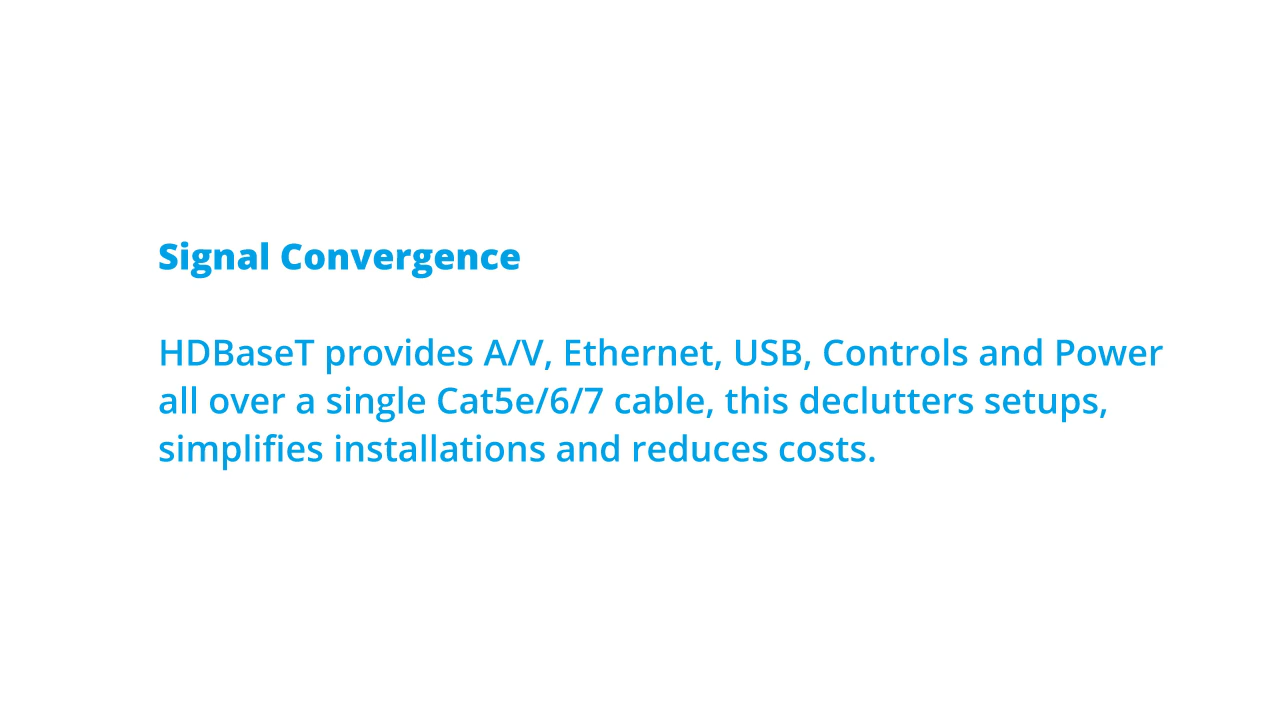 Signal Convergence
HDBaseT provides A/V, Ethernet, USB, Controls and Power
all over a single Cat5e/6/7 cable, this declutters setups,
simplifies installations and reduces costs.